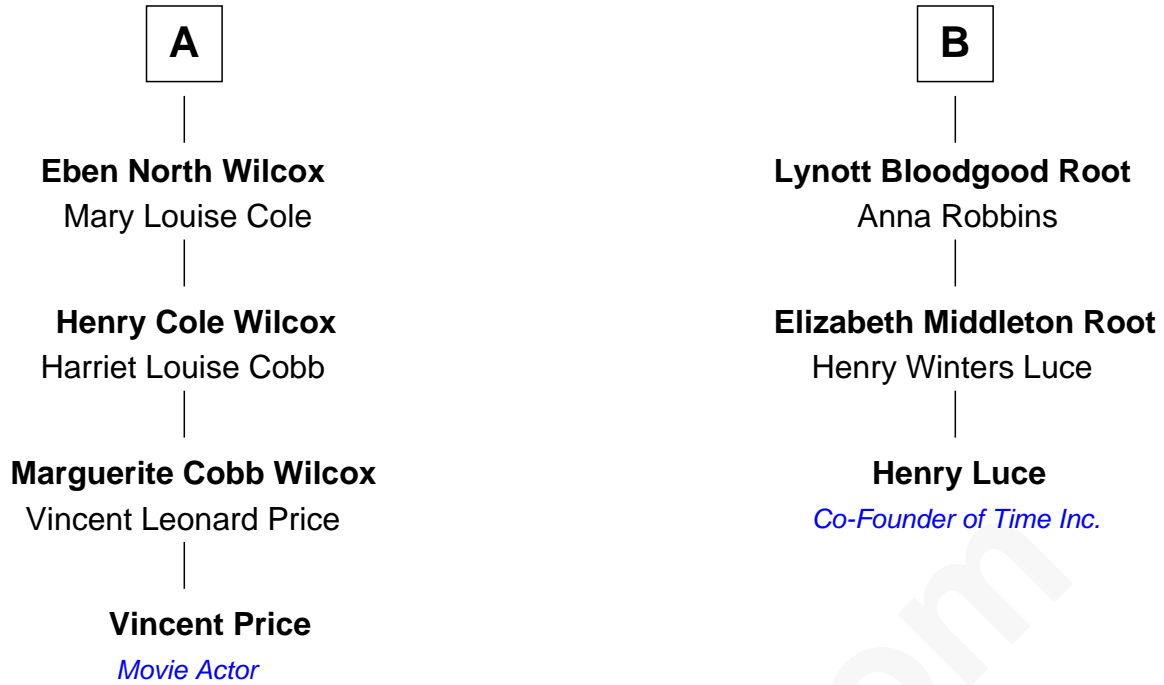 A
Eben North Wilcox
Mary Louise Cole
Henry Cole Wilcox
Harriet Louise Cobb
Marguerite Cobb Wilcox
Vincent Leonard Price
Vincent Price
Movie Actor
B
Lynott Bloodgood Root
Anna Robbins
Elizabeth Middleton Root
Henry Winters Luce
Henry Luce
Co-Founder of Time Inc.
om